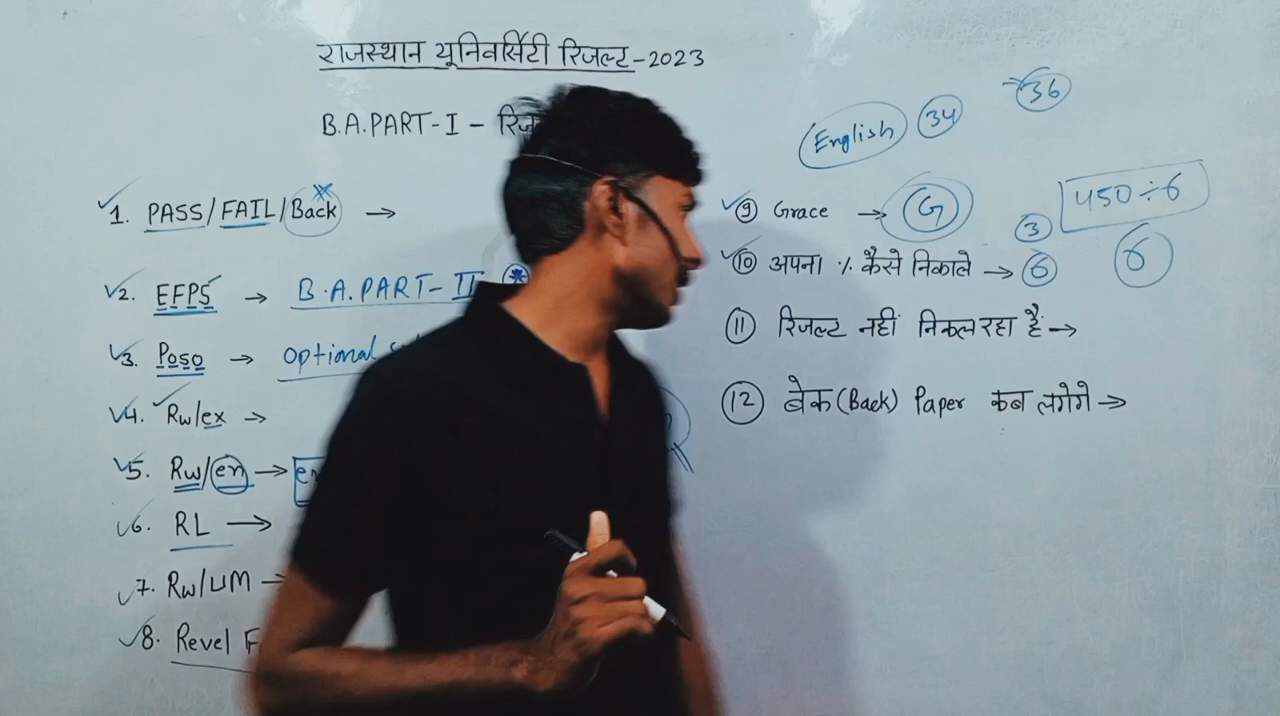 राजस्थान यूनिवर्सिटी रिजल्ट-2023
B.A.PART-I -
1. PASS/FAIL/Back →
2. EFPS → B.A.PART-II *
3. Poso → optional
4. Rw/ex →
5. Rw/en →
6. RL →
7. Rw/UM →
8. Revel
English 34
36
9 Grace → G
450÷6
10 अपना % कैसे निकाले → 6
3
6
11 रिजल्ट नहीं निकल रहा है →
12 बेक (Back) Paper कब लगेगे →